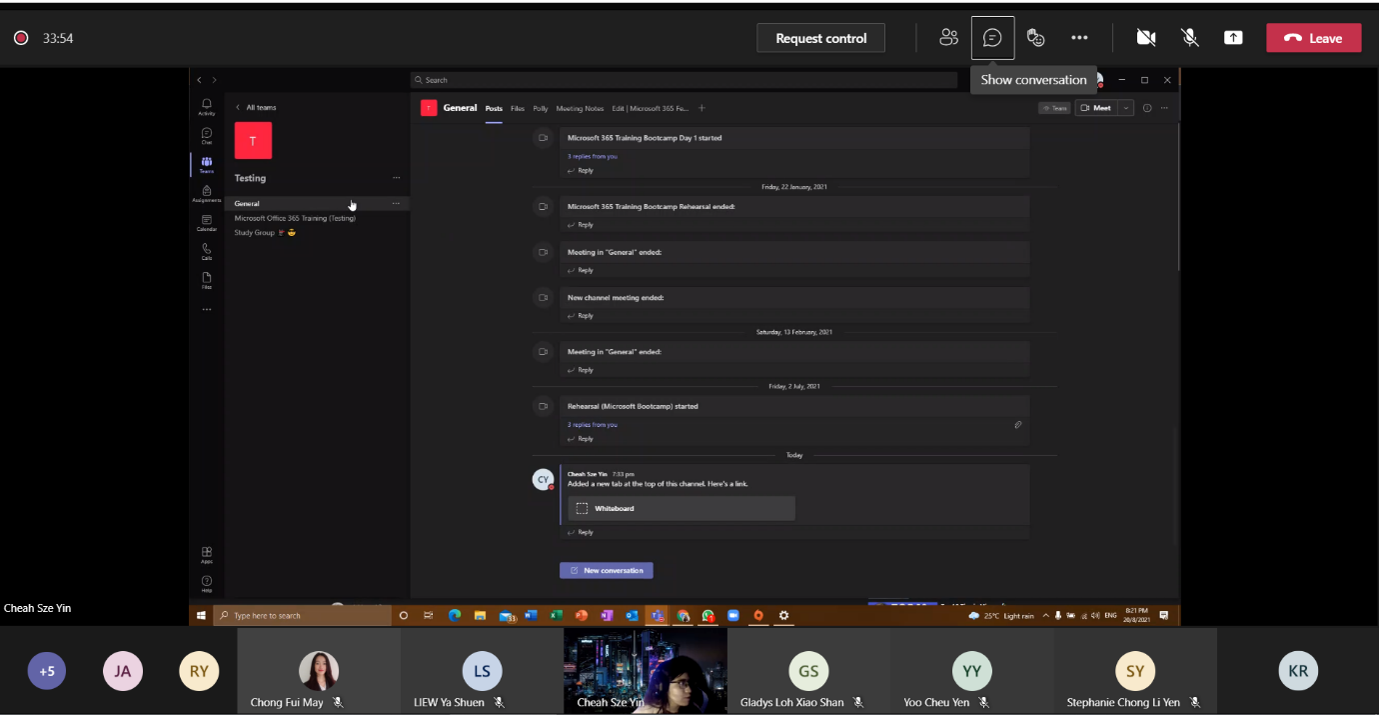 33:54
Request control
Leave
Show conversation
Search
Activity
Chat
Teams
Assignments
Calendar
Calls
Files
Apps
Help
All teams
T
Testing
General
Microsoft Office 365 Training (Testing)
Study Group
T
General Posts Files Polly Meeting Notes Edit | Microsoft 365 Fe...
Team
Meet
Microsoft 365 Training Bootcamp Day 1 started
3 replies from you
Reply
Friday, 22 January, 2021
Microsoft 365 Training Bootcamp Rehearsal ended:
Reply
Meeting in "General" ended:
Reply
New channel meeting ended:
Reply
Saturday, 13 February, 2021
Meeting in "General" ended:
Reply
Friday, 2 July, 2021
Rehearsal (Microsoft Bootcamp) started
3 replies from you
Reply
Today
CY
Cheah Sze Yin 7:33 pm
Added a new tab at the top of this channel. Here's a link.
Whiteboard
Reply
New conversation
Cheah Sze Yin
Type here to search
25°C Light rain
ENG
8:21 PM
20/8/2021
+5
JA
RY
Chong Fui May
LS
LIEW Ya Shuen
Cheah Sze Yin
GS
Gladys Loh Xiao Shan
YY
Yoo Cheu Yen
SY
Stephanie Chong Li Yen
KR